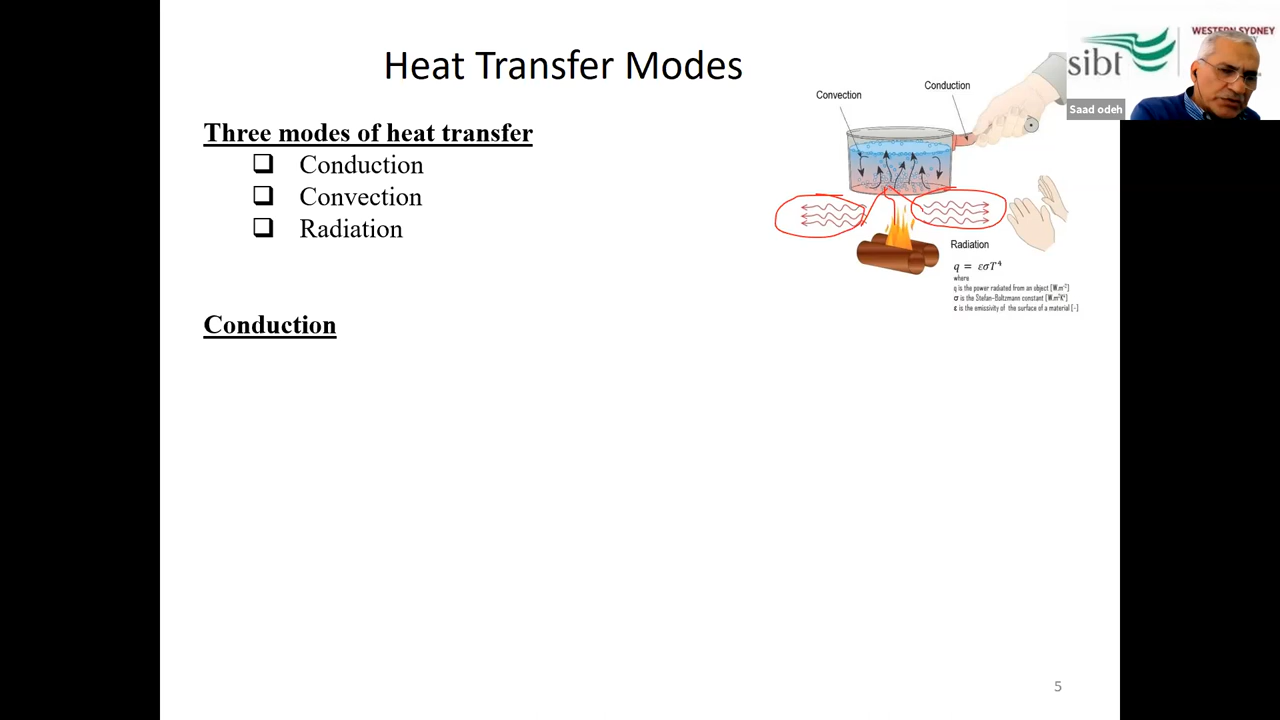 Heat Transfer Modes
Three modes of heat transfer
Conduction
Convection
Radiation
Conduction
Convection
Conduction
Radiation
q = εσT⁴
where
q is the power radiated from an object [W.m⁻²]
σ is the Stefan–Boltzmann constant [W.m²K⁴]
ε is the emissivity of the surface of a material [-]
sibt
WESTERN SYDNEY
Saad odeh
5